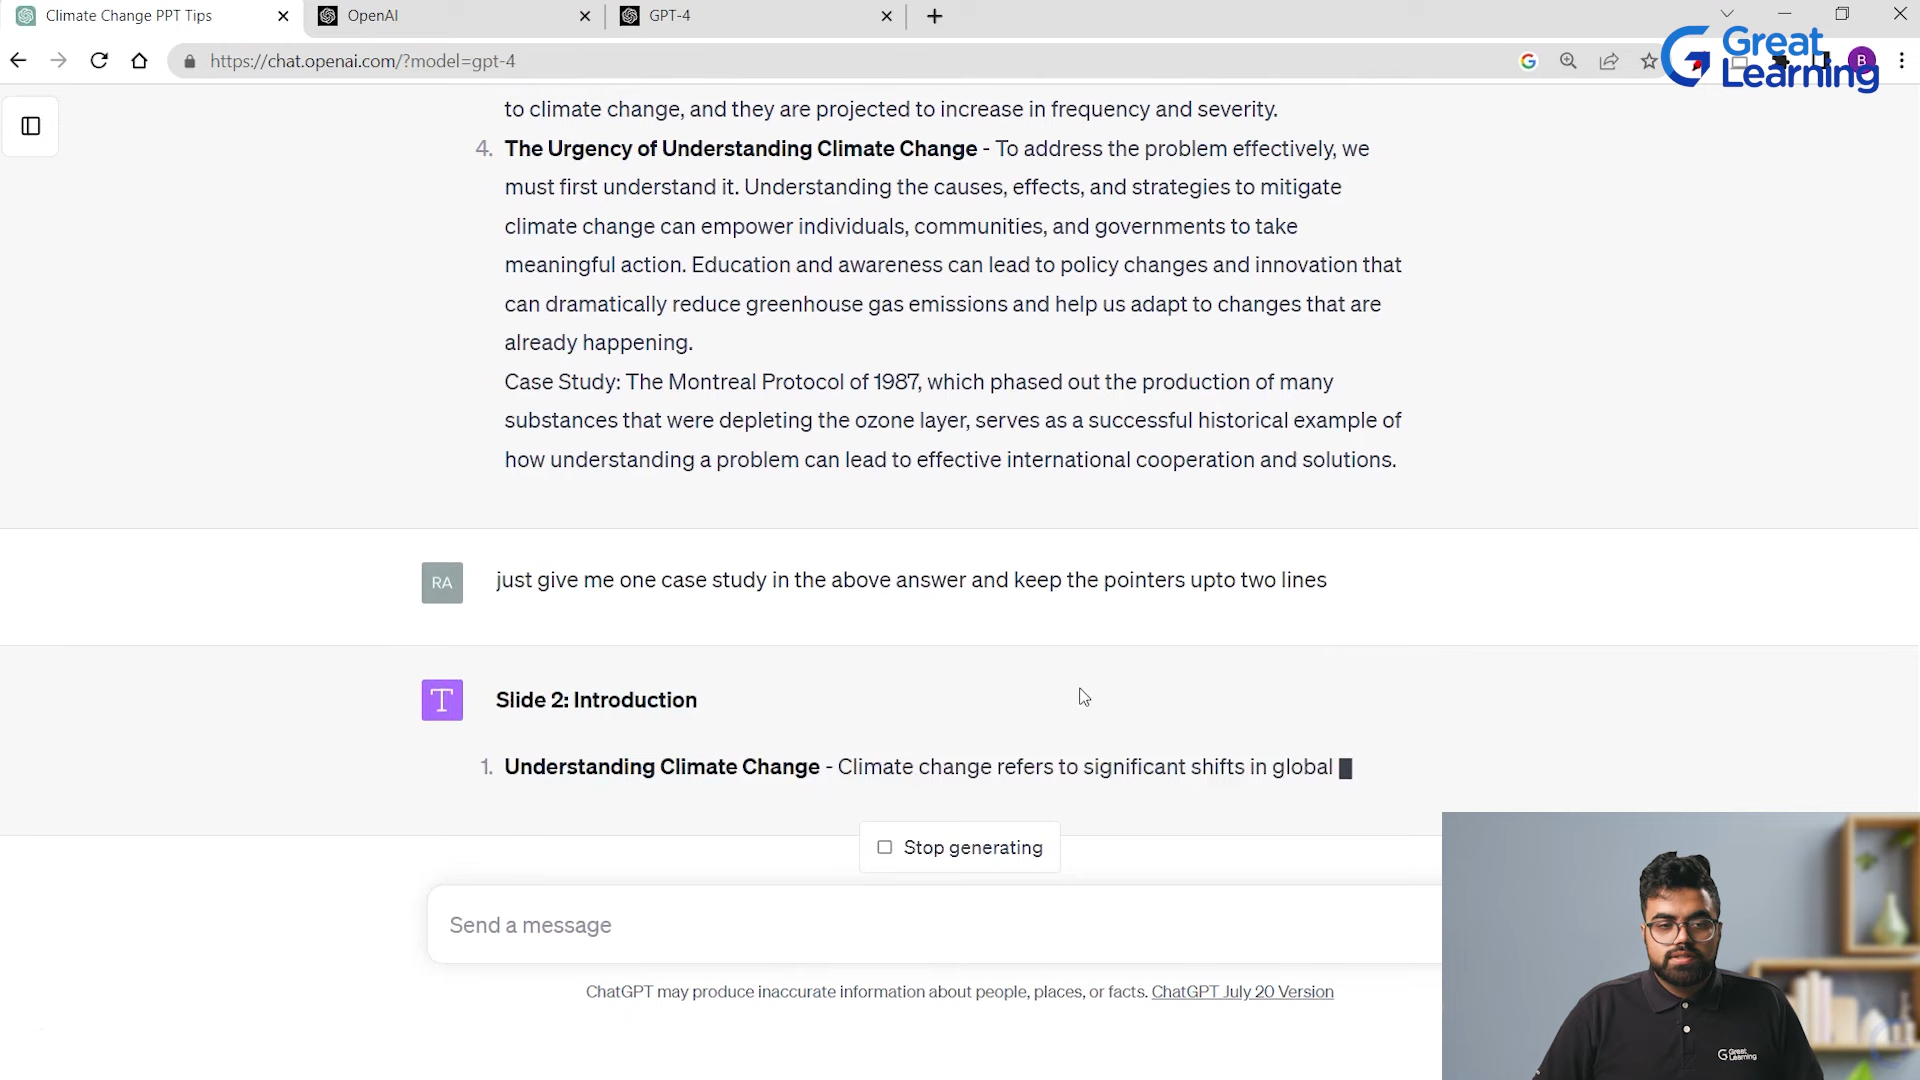 Climate Change PPT Tips
OpenAI
GPT-4
https://chat.openai.com/?model=gpt-4
B
Great
Learning
to climate change, and they are projected to increase in frequency and severity.
4. The Urgency of Understanding Climate Change - To address the problem effectively, we
must first understand it. Understanding the causes, effects, and strategies to mitigate
climate change can empower individuals, communities, and governments to take
meaningful action. Education and awareness can lead to policy changes and innovation that
can dramatically reduce greenhouse gas emissions and help us adapt to changes that are
already happening.
Case Study: The Montreal Protocol of 1987, which phased out the production of many
substances that were depleting the ozone layer, serves as a successful historical example of
how understanding a problem can lead to effective international cooperation and solutions.
RA
just give me one case study in the above answer and keep the pointers upto two lines
T
Slide 2: Introduction
1. Understanding Climate Change - Climate change refers to significant shifts in global
Stop generating
Send a message
ChatGPT may produce inaccurate information about people, places, or facts. ChatGPT July 20 Version
Great
Learning